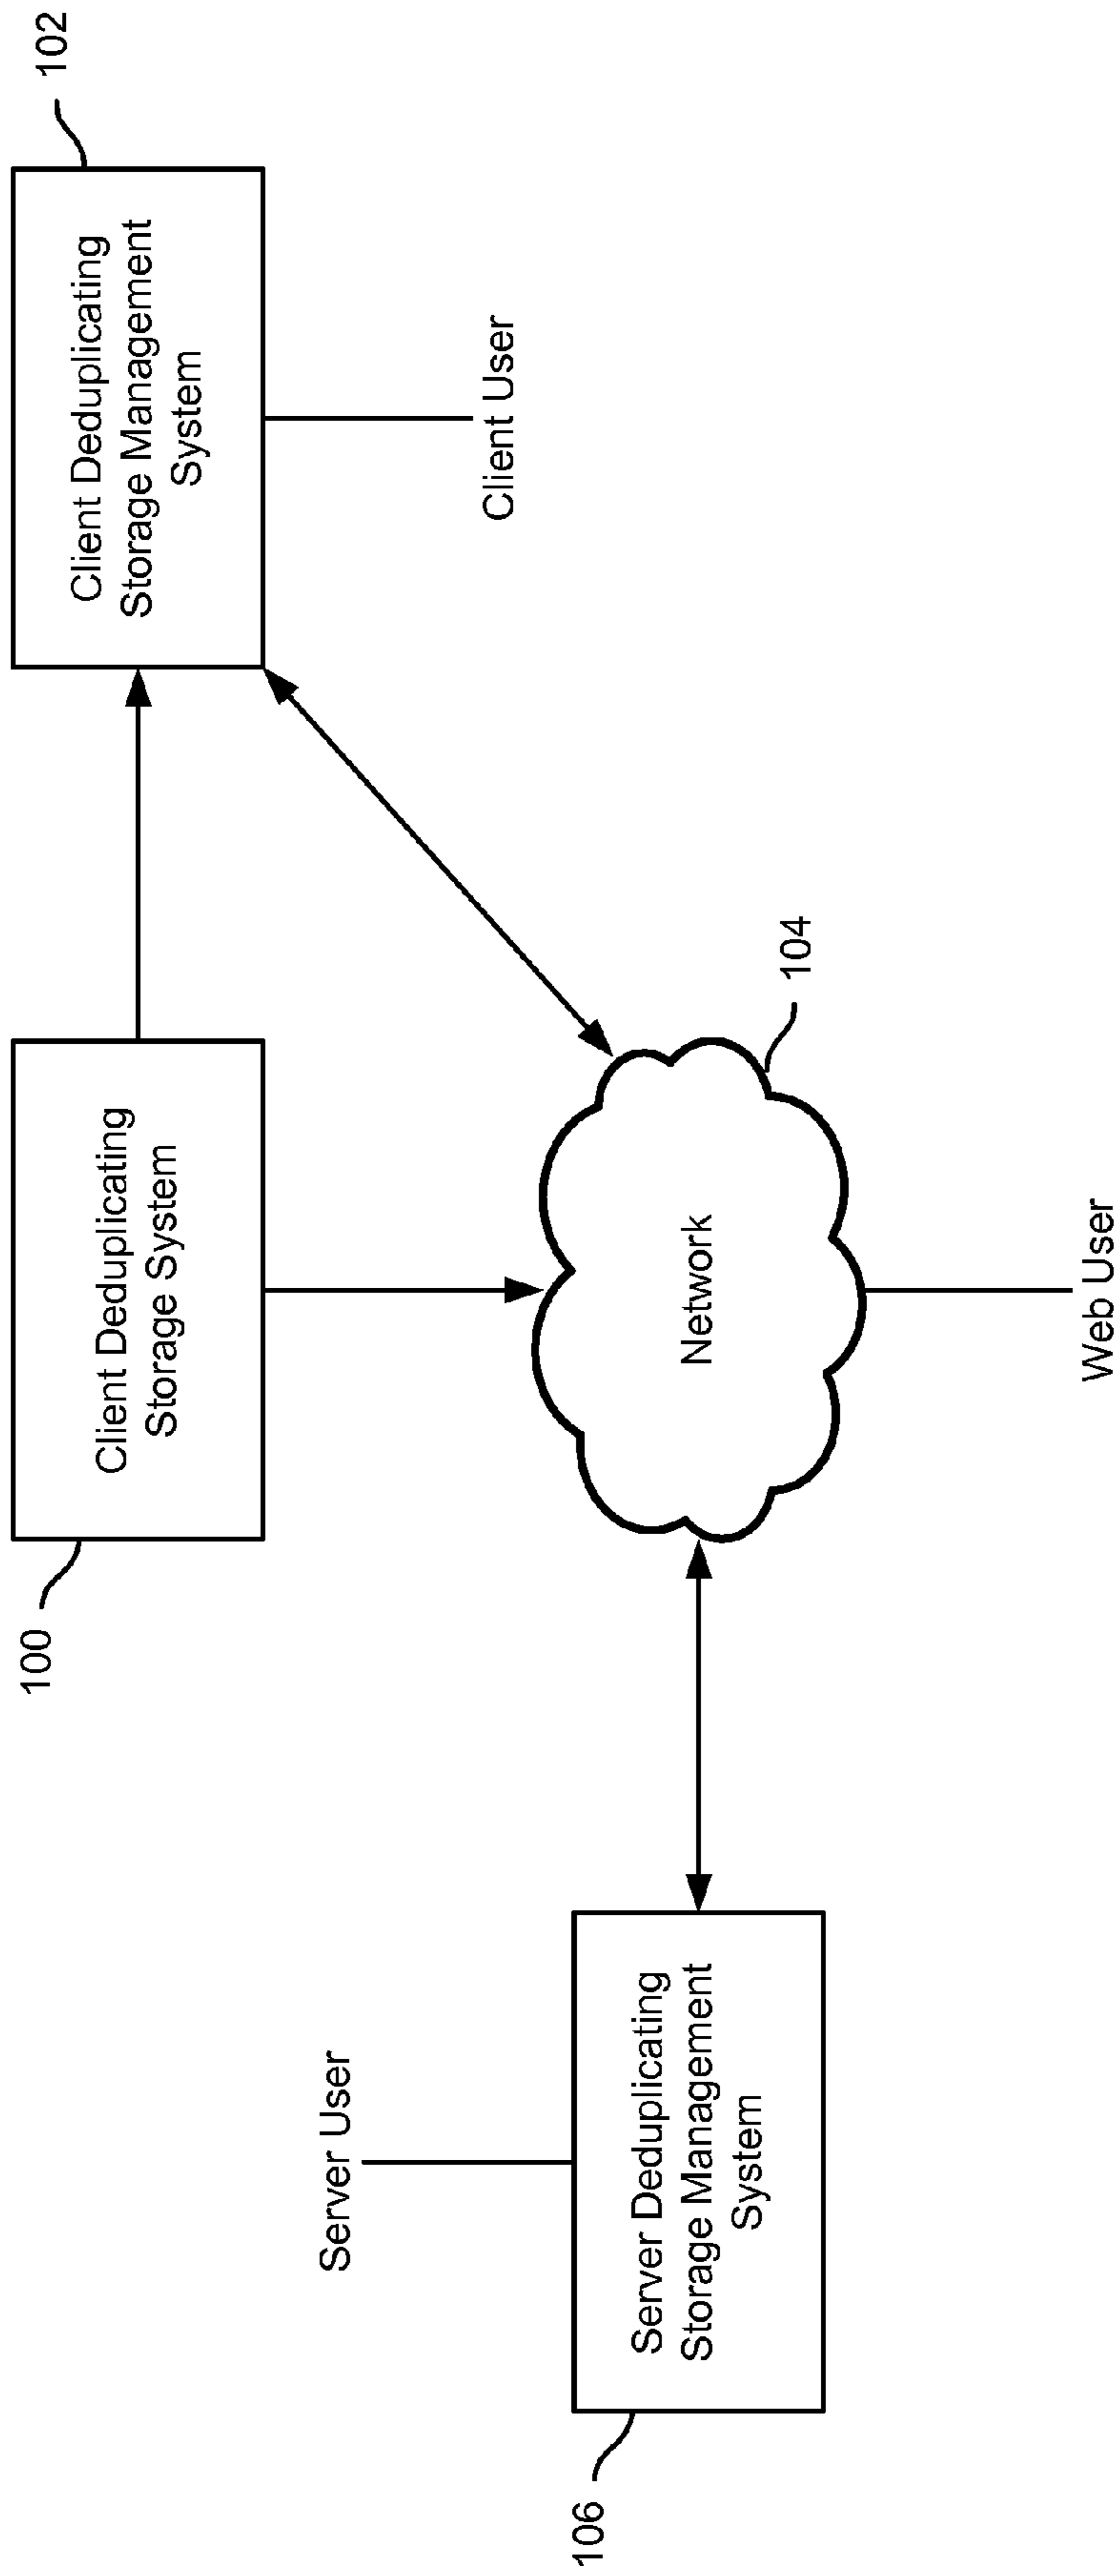 100
Client Deduplicating
Storage System
Client Deduplicating
Storage Management
System
102
Client User
Server User
Network
104
Server Deduplicating
Storage Management
System
106
Web User